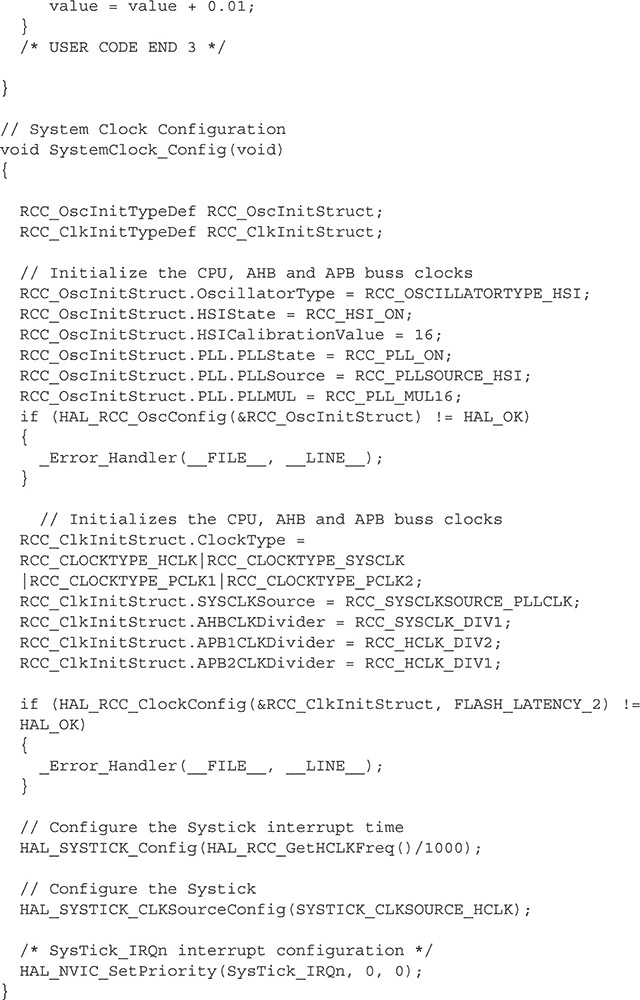 value = value + 0.01;
}
/* USER CODE END 3 */
}
// System Clock Configuration
void SystemClock_Config(void)
{
RCC_OscInitTypeDef RCC_OscInitStruct;
RCC_ClkInitTypeDef RCC_ClkInitStruct;
// Initialize the CPU, AHB and APB buss clocks
RCC_OscInitStruct.OscillatorType = RCC_OSCILLATORTYPE_HSI;
RCC_OscInitStruct.HSIState = RCC_HSI_ON;
RCC_OscInitStruct.HSICalibrationValue = 16;
RCC_OscInitStruct.PLL.PLLState = RCC_PLL_ON;
RCC_OscInitStruct.PLL.PLLSource = RCC_PLLSOURCE_HSI;
RCC_OscInitStruct.PLL.PLLMUL = RCC_PLL_MUL16;
if (HAL_RCC_OscConfig(&RCC_OscInitStruct) != HAL_OK)
{
_Error_Handler(__FILE__, __LINE__);
}
// Initializes the CPU, AHB and APB buss clocks
RCC_ClkInitStruct.ClockType =
RCC_CLOCKTYPE_HCLK|RCC_CLOCKTYPE_SYSCLK
|RCC_CLOCKTYPE_PCLK1|RCC_CLOCKTYPE_PCLK2;
RCC_ClkInitStruct.SYSCLKSource = RCC_SYSCLKSOURCE_PLLCLK;
RCC_ClkInitStruct.AHBCLKDivider = RCC_SYSCLK_DIV1;
RCC_ClkInitStruct.APB1CLKDivider = RCC_HCLK_DIV2;
RCC_ClkInitStruct.APB2CLKDivider = RCC_HCLK_DIV1;
if (HAL_RCC_ClockConfig(&RCC_ClkInitStruct, FLASH_LATENCY_2) !=
HAL_OK)
{
_Error_Handler(__FILE__, __LINE__);
}
// Configure the Systick interrupt time
HAL_SYSTICK_Config(HAL_RCC_GetHCLKFreq()/1000);
// Configure the Systick
HAL_SYSTICK_CLKSourceConfig(SYSTICK_CLKSOURCE_HCLK);
/* SysTick_IRQn interrupt configuration */
HAL_NVIC_SetPriority(SysTick_IRQn, 0, 0);
}